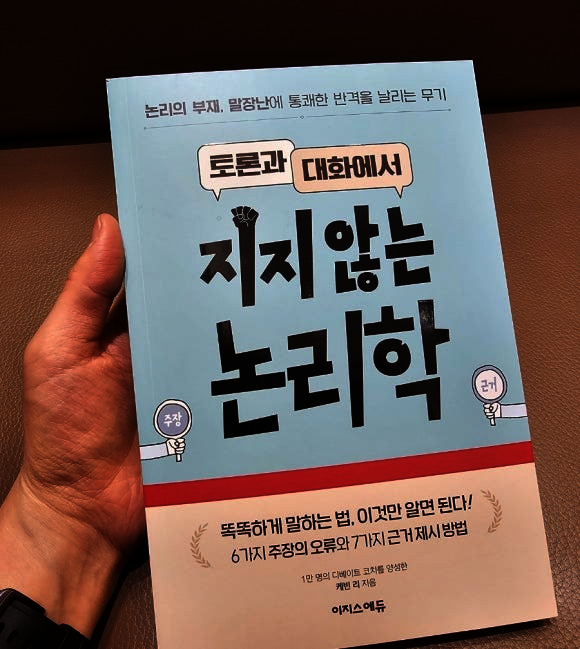 논리의 부재, 말장난에 통쾌한 반격을 날리는 무기
토론과 대화에서
지지 않는
논리학
주장
근거
똑똑하게 말하는 법, 이것만 알면 된다!
6가지 주장의 오류와 7가지 근거 제시 방법
1만 명의 디베이트 코치를 양성한
케빈 리 지음
이지스에듀